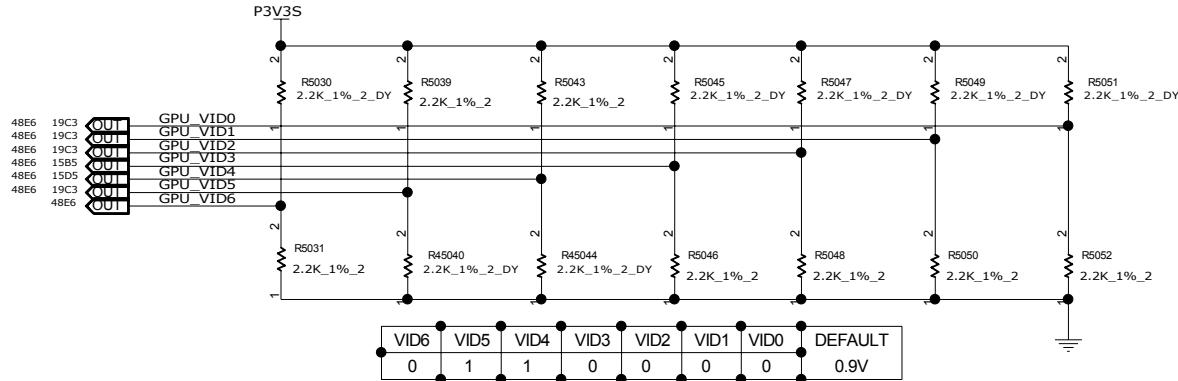 P3V3S
2 2 2 2 2 2 2
R5030 R5039 R5043 R5045 R5047 R5049 R5051
2.2K_1%_2_DY 2.2K_1%_2 2.2K_1%_2 2.2K_1%_2_DY 2.2K_1%_2_DY 2.2K_1%_2_DY 2.2K_1%_2_DY
1 1 1 1 1 1 1
48E6 19C3 OUT GPU_VID0
48E6 19C3 OUT GPU_VID1
48E6 19C3 OUT GPU_VID2
48E6 15B5 OUT GPU_VID3
48E6 15D5 OUT GPU_VID4
48E6 19C3 OUT GPU_VID5
48E6 OUT GPU_VID6
2 2 2 2 2 2 2
R5031 R45040 R45044 R5046 R5048 R5050 R5052
2.2K_1%_2 2.2K_1%_2_DY 2.2K_1%_2_DY 2.2K_1%_2 2.2K_1%_2 2.2K_1%_2 2.2K_1%_2
1 1 1 1 1 1 1
VID6 VID5 VID4 VID3 VID2 VID1 VID0 DEFAULT
0 1 1 0 0 0 0 0.9V